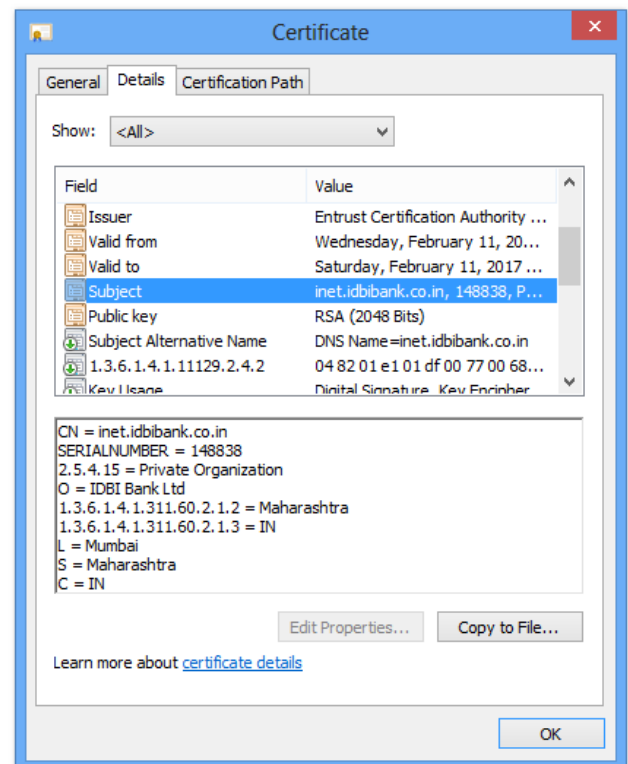 Certificate
General Details Certification Path
Show: <All>
Field Value
Issuer Entrust Certification Authority ...
Valid from Wednesday, February 11, 20...
Valid to Saturday, February 11, 2017 ...
Subject inet.idbibank.co.in, 148838, P...
Public key RSA (2048 Bits)
Subject Alternative Name DNS Name=inet.idbibank.co.in
1.3.6.1.4.1.11129.2.4.2 04 82 01 e1 01 df 00 77 00 68...
Key Usage Digital Signature, Key Encipher
CN = inet.idbibank.co.in
SERIALNUMBER = 148838
2.5.4.15 = Private Organization
O = IDBI Bank Ltd
1.3.6.1.4.1.311.60.2.1.2 = Maharashtra
1.3.6.1.4.1.311.60.2.1.3 = IN
L = Mumbai
S = Maharashtra
C = IN
Edit Properties... Copy to File...
Learn more about certificate details
OK